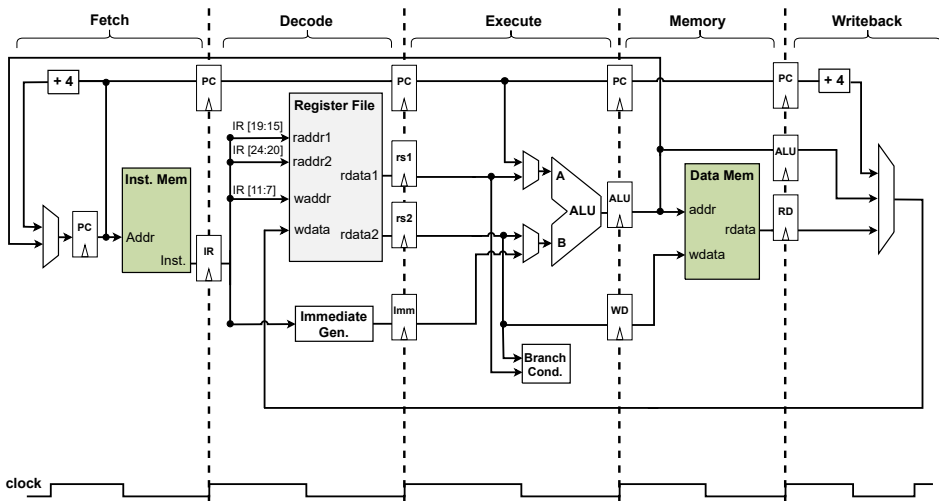 Fetch
Decode
Execute
Memory
Writeback
+ 4
PC
PC
PC
PC
+ 4
Register File
IR [19:15]
raddr1
IR [24:20]
raddr2
rdata1
IR [11:7]
waddr
wdata
rdata2
rs1
rs2
A
ALU
B
ALU
ALU
Inst. Mem
Addr
Inst.
PC
IR
Data Mem
addr
rdata
wdata
RD
Immediate
Gen.
Imm
WD
Branch
Cond.
clock